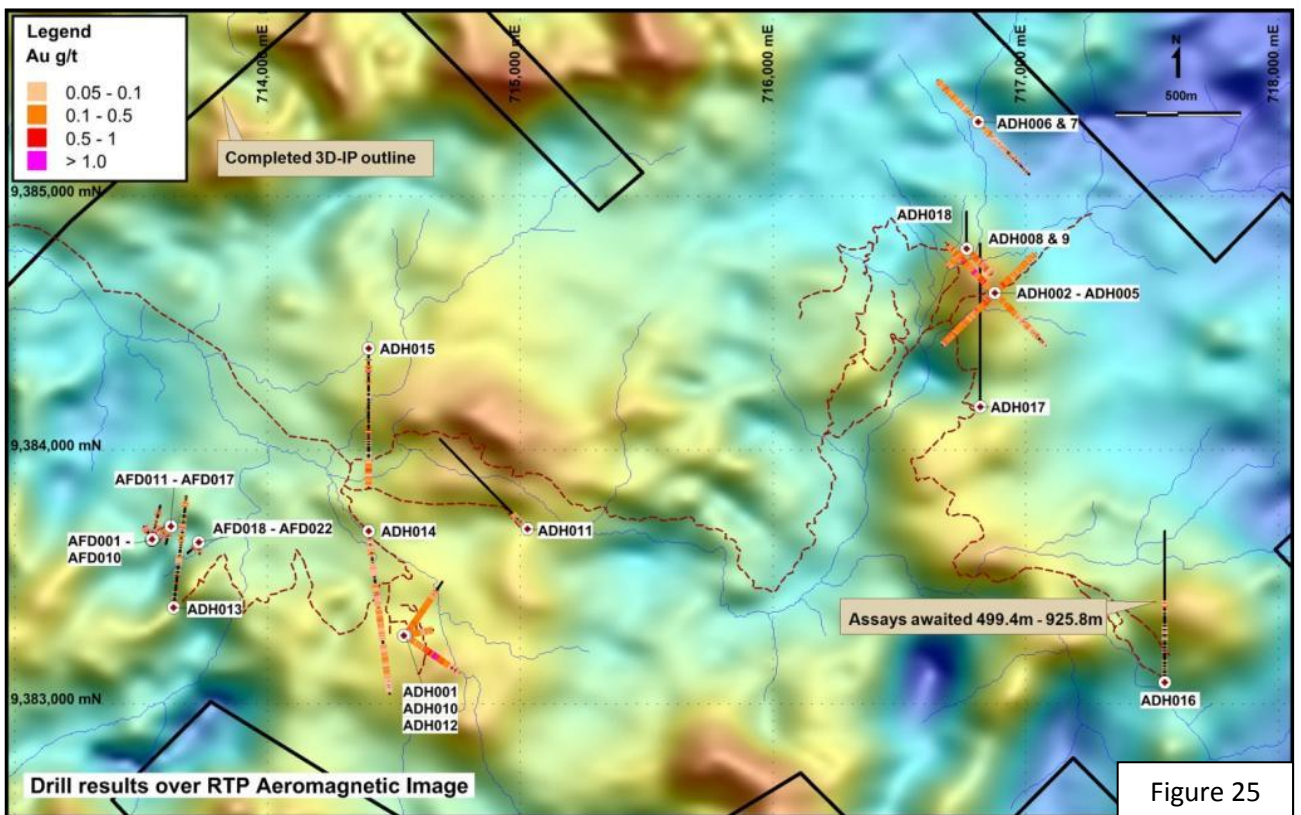 Legend
Au g/t
0.05 - 0.1
0.1 - 0.5
0.5 - 1
> 1.0
714,000 mE
715,000 mE
716,000 mE
717,000 mE
718,000 mE
N
500m
Completed 3D-IP outline
ADH006 & 7
9,385,000 mN
ADH018
ADH008 & 9
ADH002 - ADH005
ADH015
ADH017
9,384,000 mN
AFD011 - AFD017
AFD018 - AFD022
AFD001 -
AFD010
ADH014
ADH011
ADH013
Assays awaited 499.4m - 925.8m
ADH001
ADH010
ADH012
9,383,000 mN
ADH016
Drill results over RTP Aeromagnetic Image
Figure 25